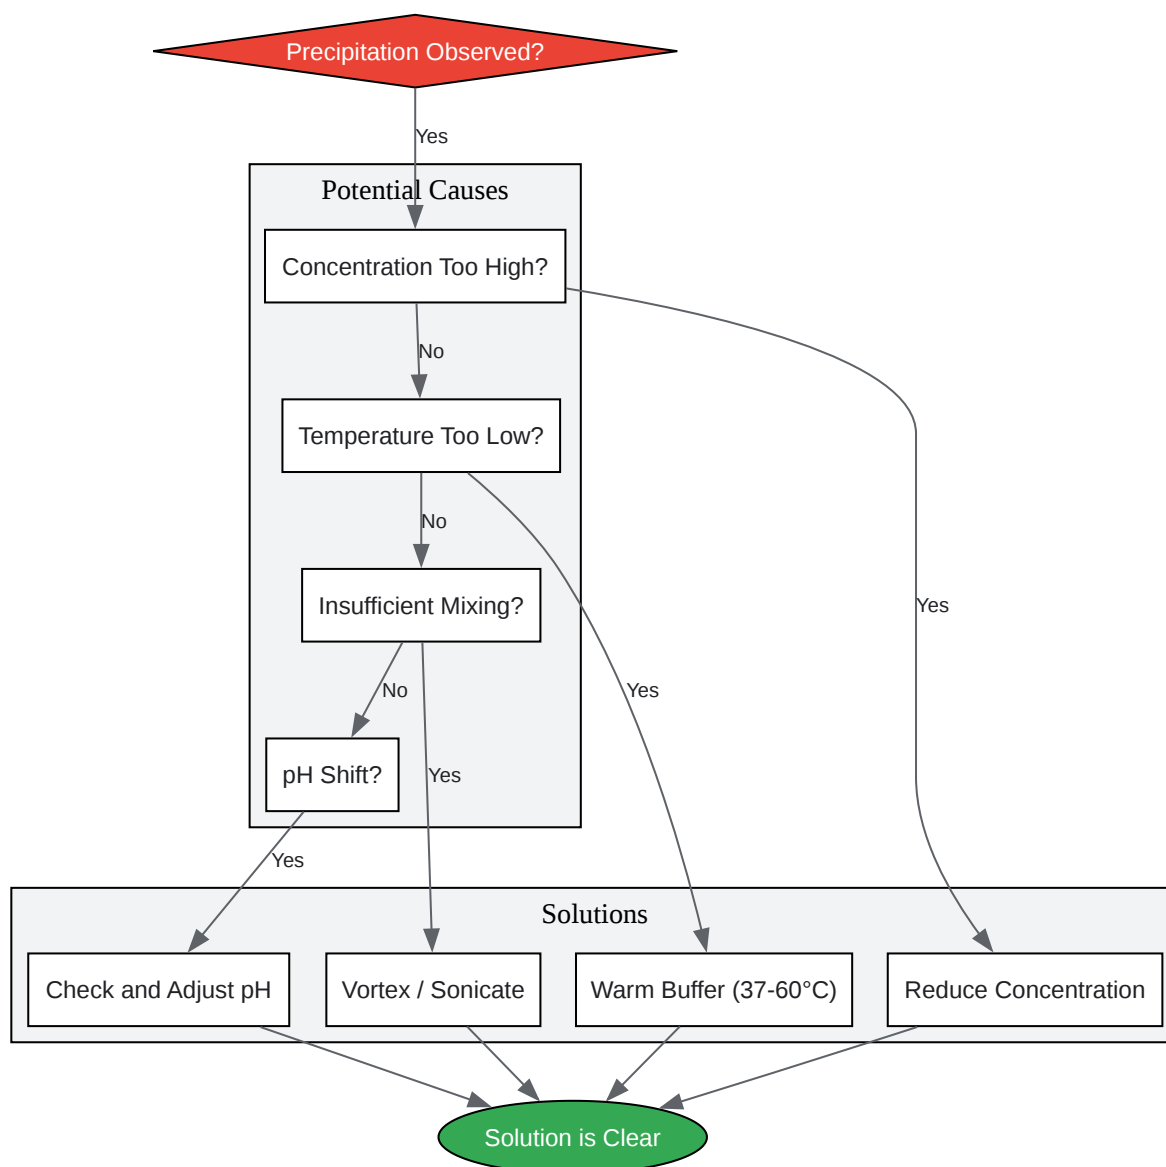 Precipitation Observed?
Yes
Potential Causes
Concentration Too High?
No
Temperature Too Low?
No
Insufficient Mixing?
Yes
No
Yes
pH Shift?
Yes
Yes
Solutions
Check and Adjust pH
Vortex / Sonicate
Warm Buffer (37-60°C)
Reduce Concentration
Solution is Clear